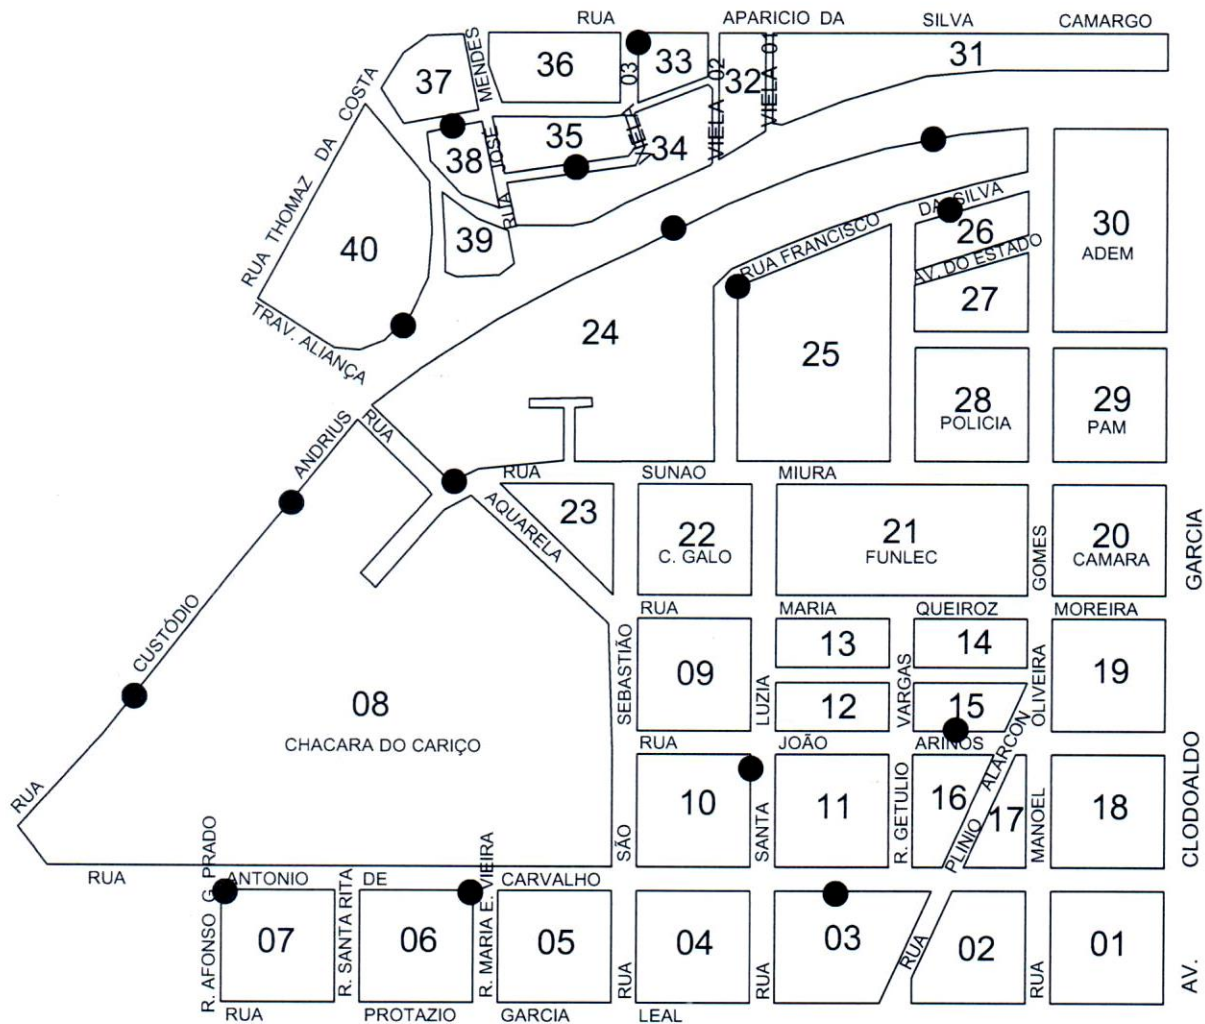 RUA APARICIO DA SILVA CAMARGO
37
MENDES
36
03
33
02
32
VIELA 01
31
RUA THOMAZ DA COSTA
38
JOSE
35
VIELA
34
VIELA
RUA
40
39
TRAV. ALIANÇA
RUA FRANCISCO DA SILVA
26
AV. DO ESTADO
27
30
ADEM
24
25
28
POLICIA
29
PAM
RUA CUSTÓDIO ANDRIUS
RUA AQUARELA
RUA SUNAO MIURA
23
22
C. GALO
21
FUNLEC
20
CAMARA
RUA MARIA QUEIROZ MOREIRA
08
CHACARA DO CARIÇO
09
13
14
12
15
19
RUA JOÃO ARINOS
10
11
16
17
18
RUA SÃO SEBASTIÃO
RUA SANTA LUZIA
R. GETULIO VARGAS
RUA PLINIO ALARCON
RUA MANOEL OLIVEIRA GOMES
AV. CLODOALDO GARCIA
RUA ANTONIO DE CARVALHO
R. AFONSO G. PRADO
07
R. SANTA RITA
06
R. MARIA E. VIEIRA
05
04
03
02
01
RUA PROTAZIO GARCIA LEAL